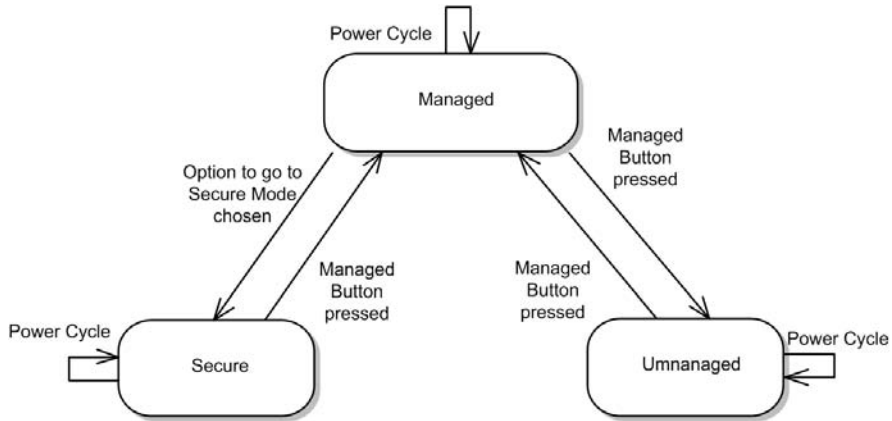 Power Cycle
Managed
Option to go to
Secure Mode
chosen
Managed
Button
pressed
Managed
Button
pressed
Managed
Button
pressed
Power Cycle
Secure
Umnanaged
Power Cycle